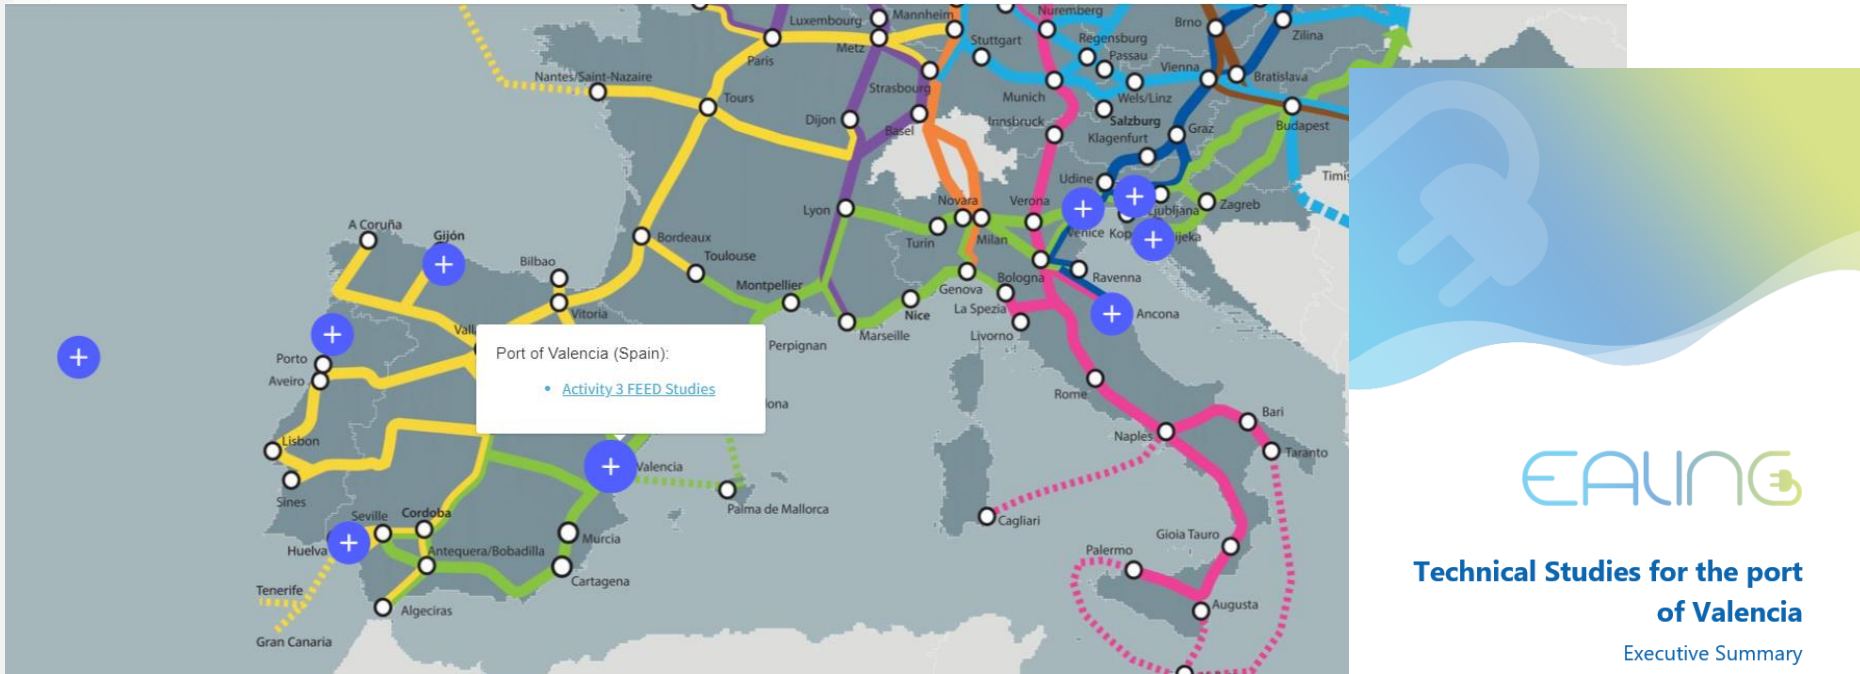 Luxembourg
Mannheim
Nuremberg
Brno
Zilina
Paris
Metz
Stuttgart
Regensburg
Passau
Vienna
Bratislava
Nantes/Saint-Nazaire
Tours
Strasbourg
Munich
Wels/Linz
Dijon
Basel
Innsbruck
Salzburg
Klagenfurt
Graz
Budapest
Udine
Lyon
Novara
Verona
Ljubljana
Zagreb
A Coruña
Gijón
Bordeaux
Turin
Milan
Venice
Bilbao
Toulouse
Montpellier
Genova
Bologna
Ravenna
Vitoria
Nice
La Spezia
Ancona
Marseille
Livorno
Perpignan
Porto
Aveiro
Port of Valencia (Spain):
• Activity 3 FEED Studies
Rome
Bari
Lisbon
Naples
Taranto
Valencia
Sines
Palma de Mallorca
Cagliari
Seville
Cordoba
Huelva
Antequera/Bobadilla
Murcia
Gioia Tauro
Palermo
Cartagena
Tenerife
Algeciras
Augusta
Gran Canaria
EALING
Technical Studies for the port
of Valencia
Executive Summary